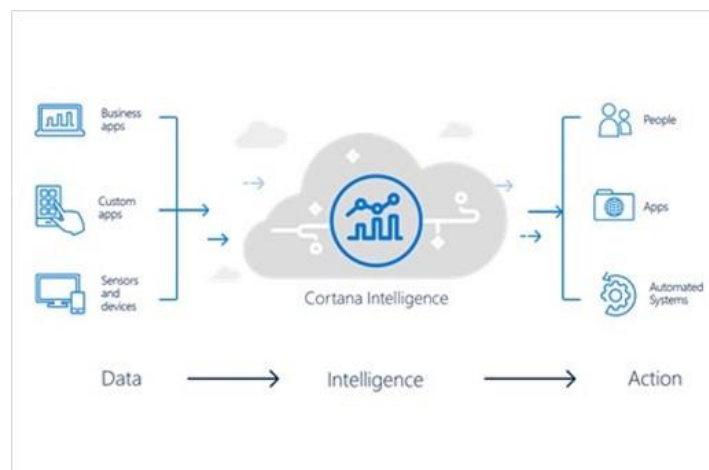 Business
apps
Custom
apps
Sensors
and
devices
Cortana Intelligence
People
Apps
Automated
Systems
Data
Intelligence
Action